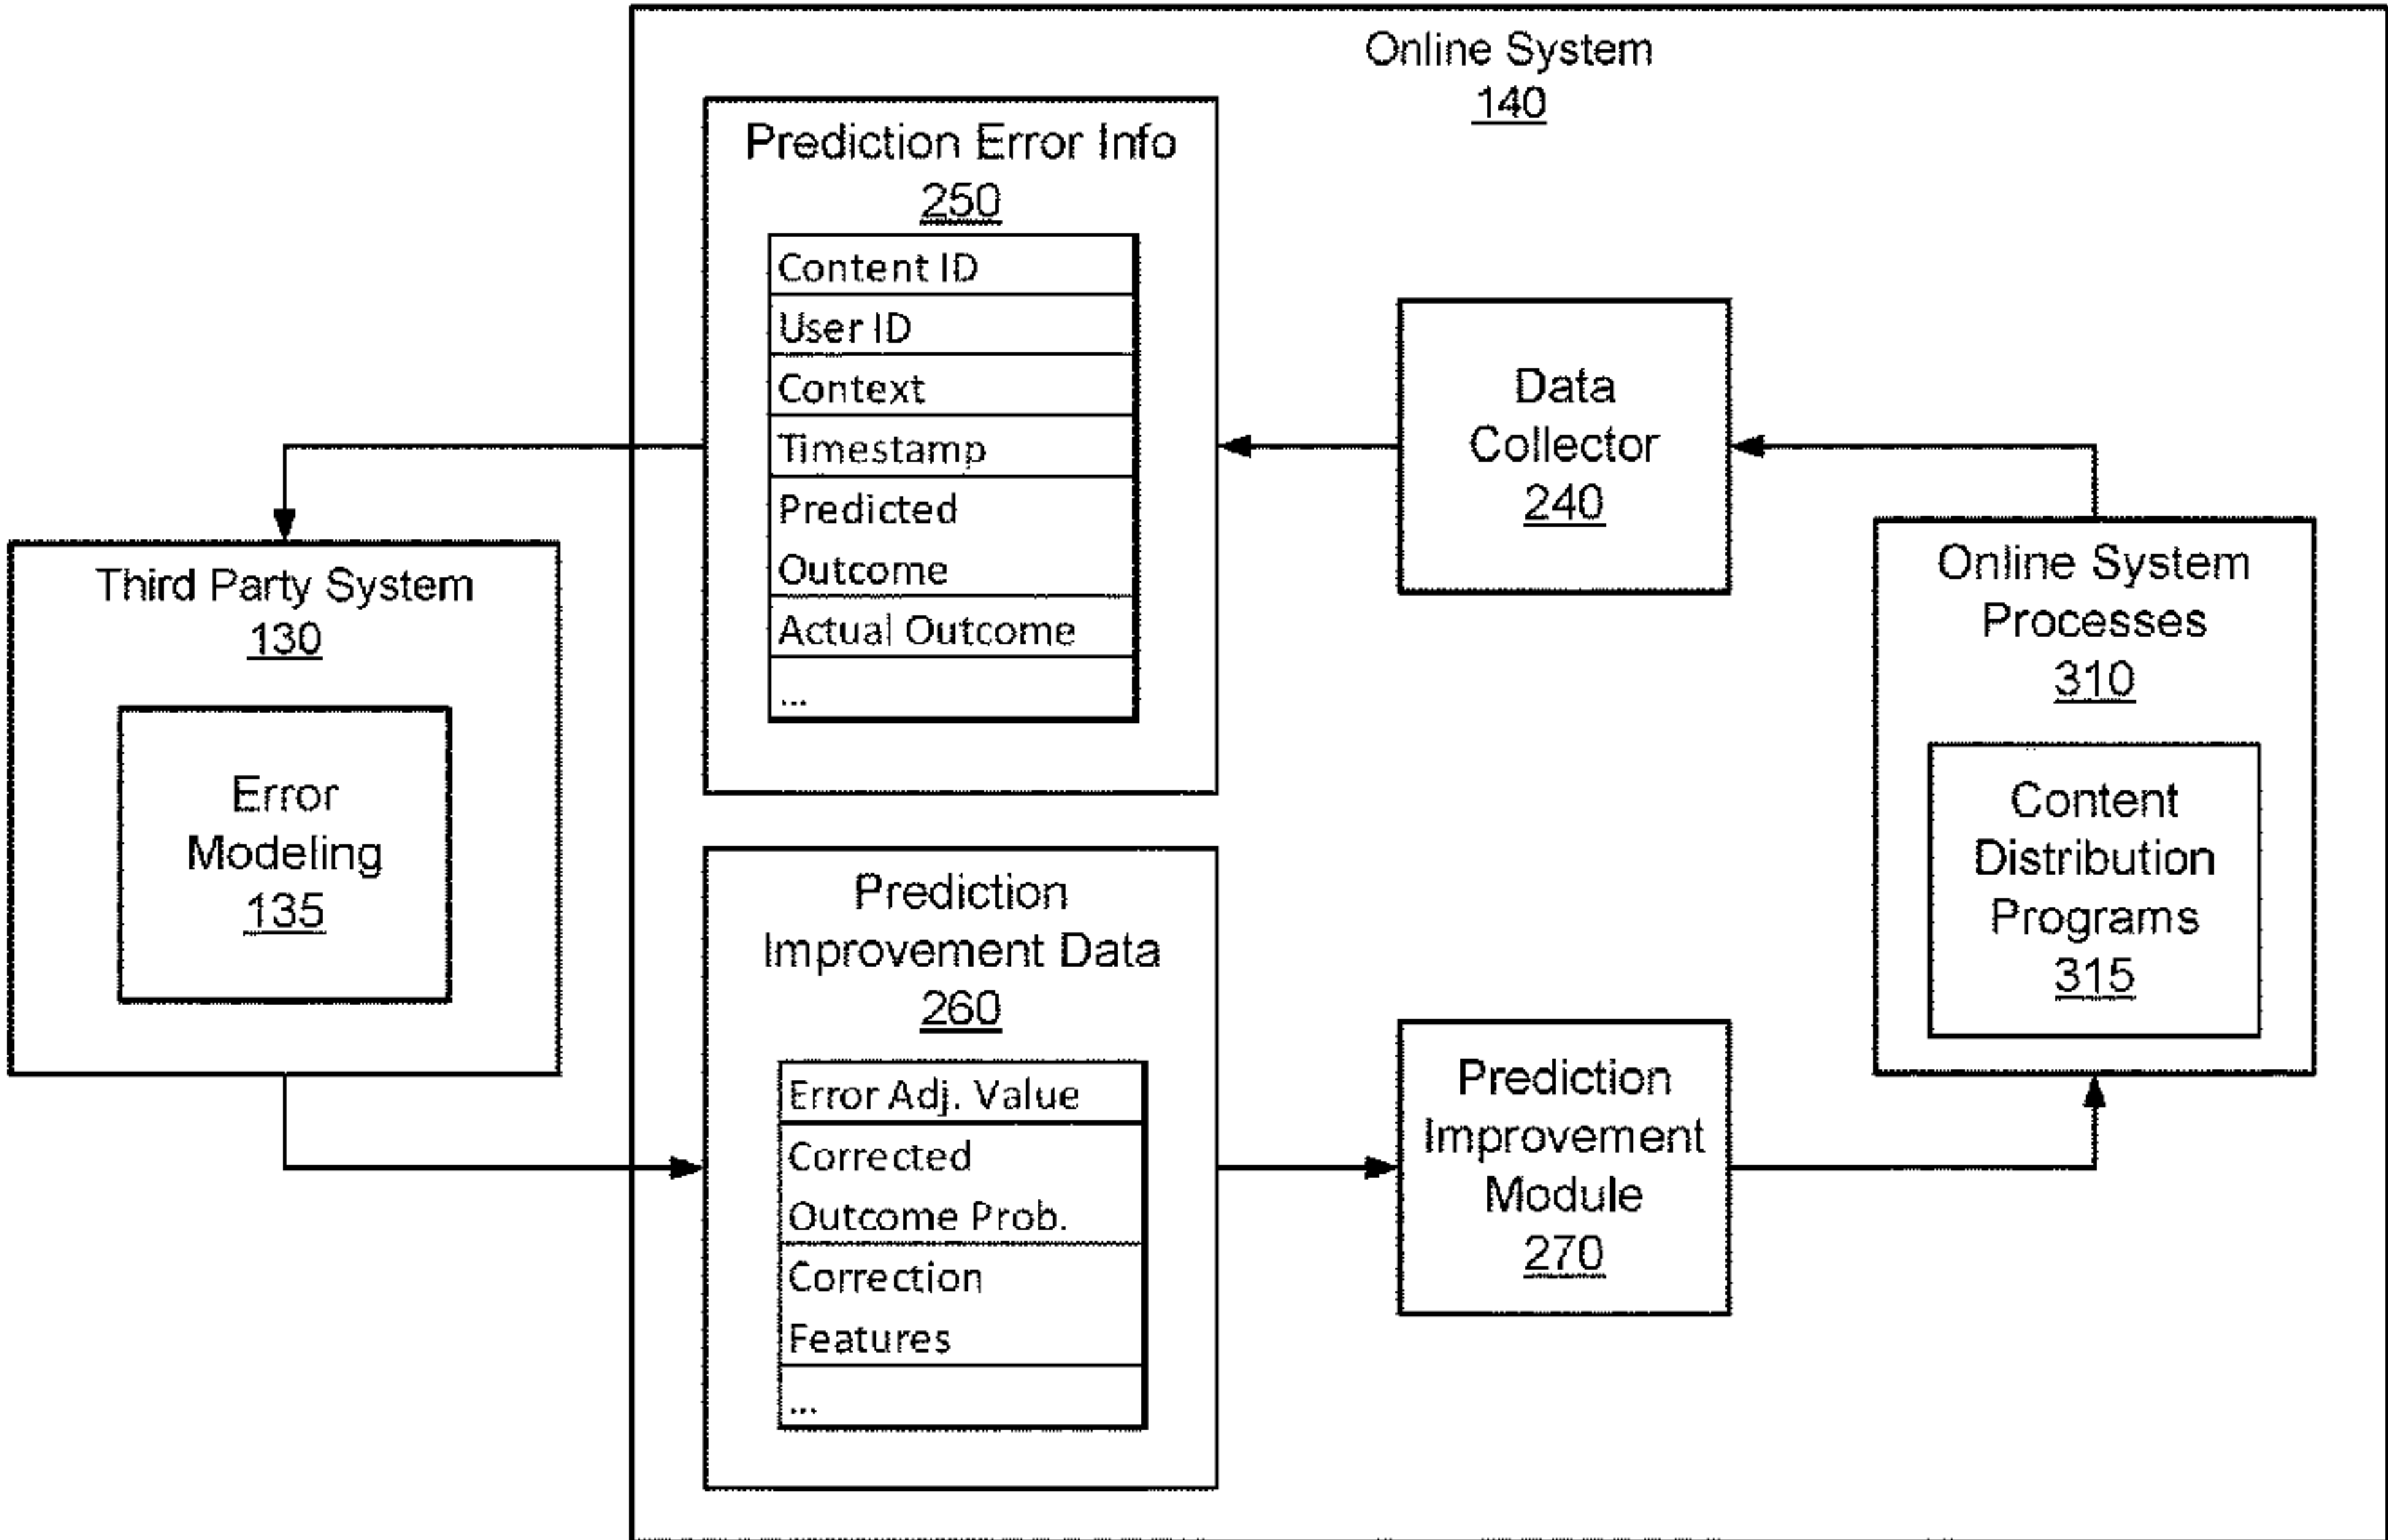 Online System
140
Prediction Error Info
250
Content ID
User ID
Context
Timestamp
Predicted
Outcome
Actual Outcome
...
Data
Collector
240
Online System
Processes
310
Content
Distribution
Programs
315
Third Party System
130
Error
Modeling
135
Prediction
Improvement Data
260
Error Adj. Value
Corrected
Outcome Prob.
Correction
Features
...
Prediction
Improvement
Module
270